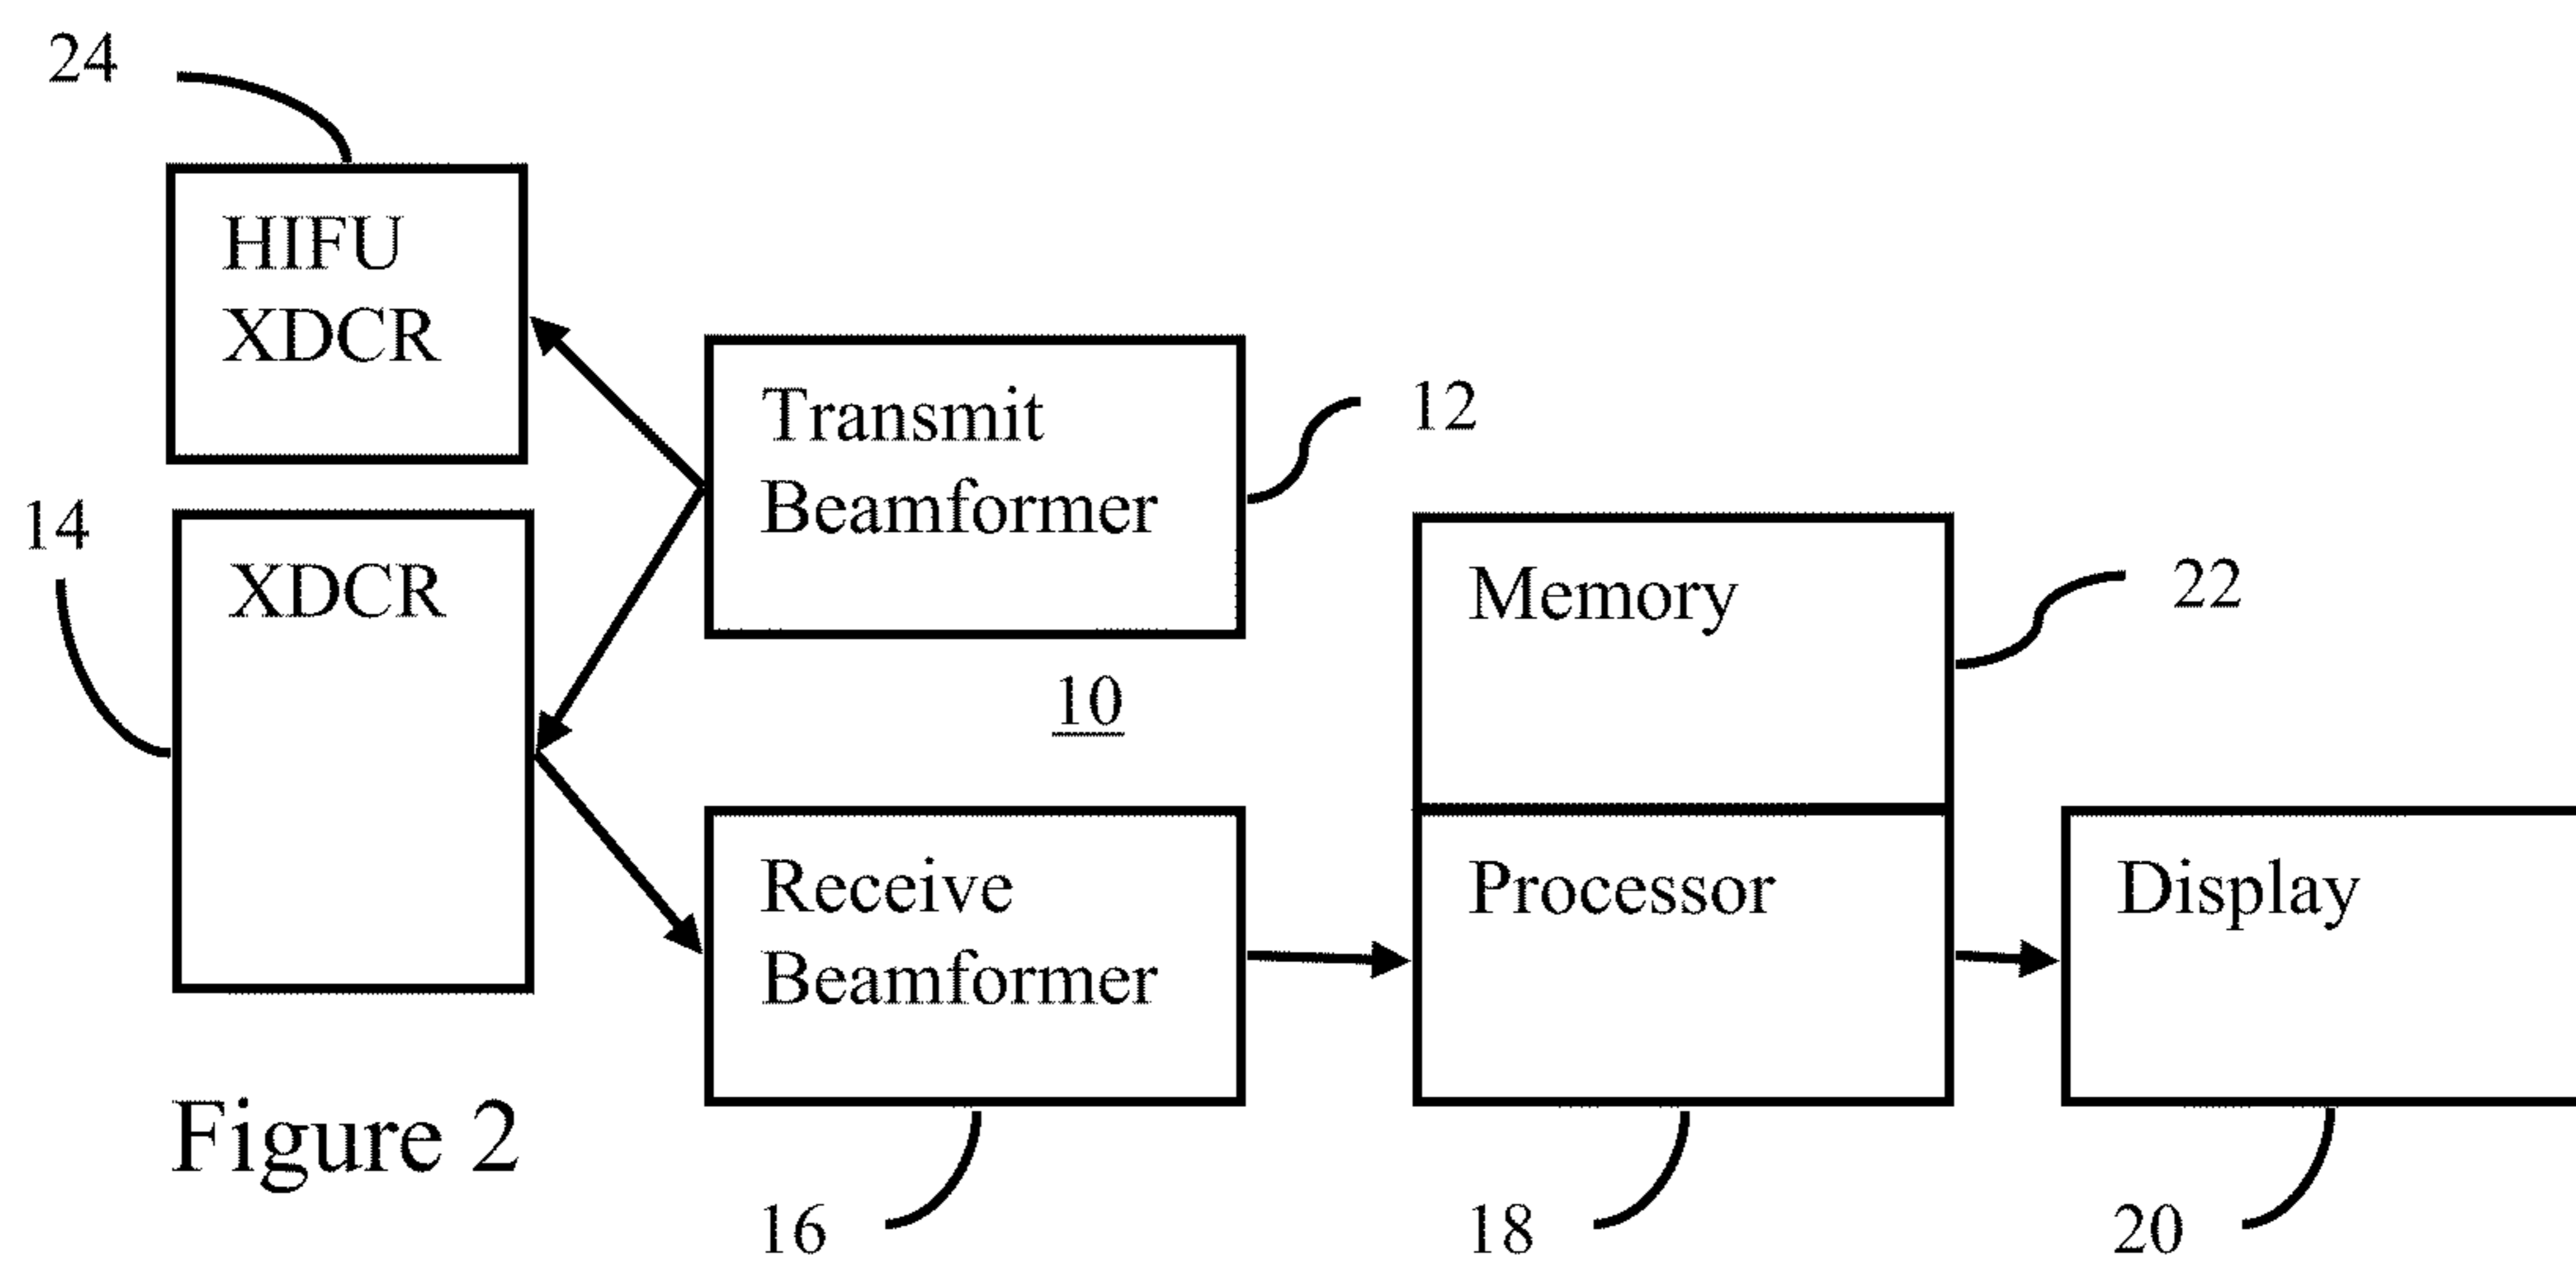 24
HIFU
XDCR
Transmit
Beamformer
12
14
XDCR
Memory
22
10
Receive
Beamformer
Processor
Display
Figure 2
16
18
20